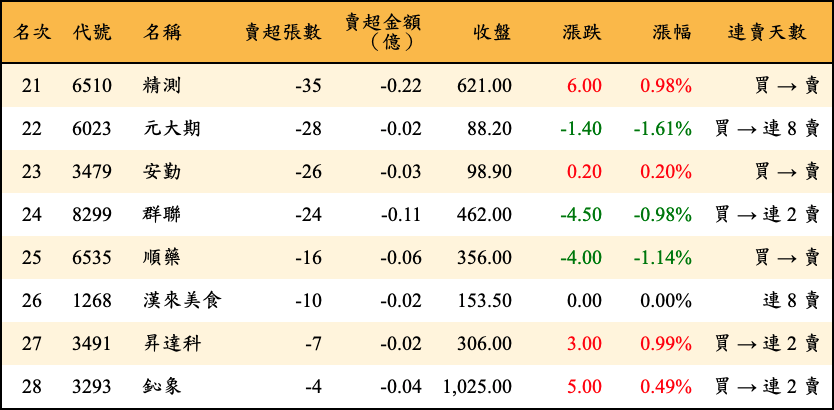 名次 代號 名稱 賣超張數 賣超金額（億） 收盤 漲跌 漲幅 連賣天數
21 6510 精測 -35 -0.22 621.00 6.00 0.98% 買 → 賣
22 6023 元大期 -28 -0.02 88.20 -1.40 -1.61% 買 → 連 8 賣
23 3479 安勤 -26 -0.03 98.90 0.20 0.20% 買 → 賣
24 8299 群聯 -24 -0.11 462.00 -4.50 -0.98% 買 → 連 2 賣
25 6535 順藥 -16 -0.06 356.00 -4.00 -1.14% 買 → 賣
26 1268 漢來美食 -10 -0.02 153.50 0.00 0.00% 連 8 賣
27 3491 昇達科 -7 -0.02 306.00 3.00 0.99% 買 → 連 2 賣
28 3293 鈊象 -4 -0.04 1,025.00 5.00 0.49% 買 → 連 2 賣